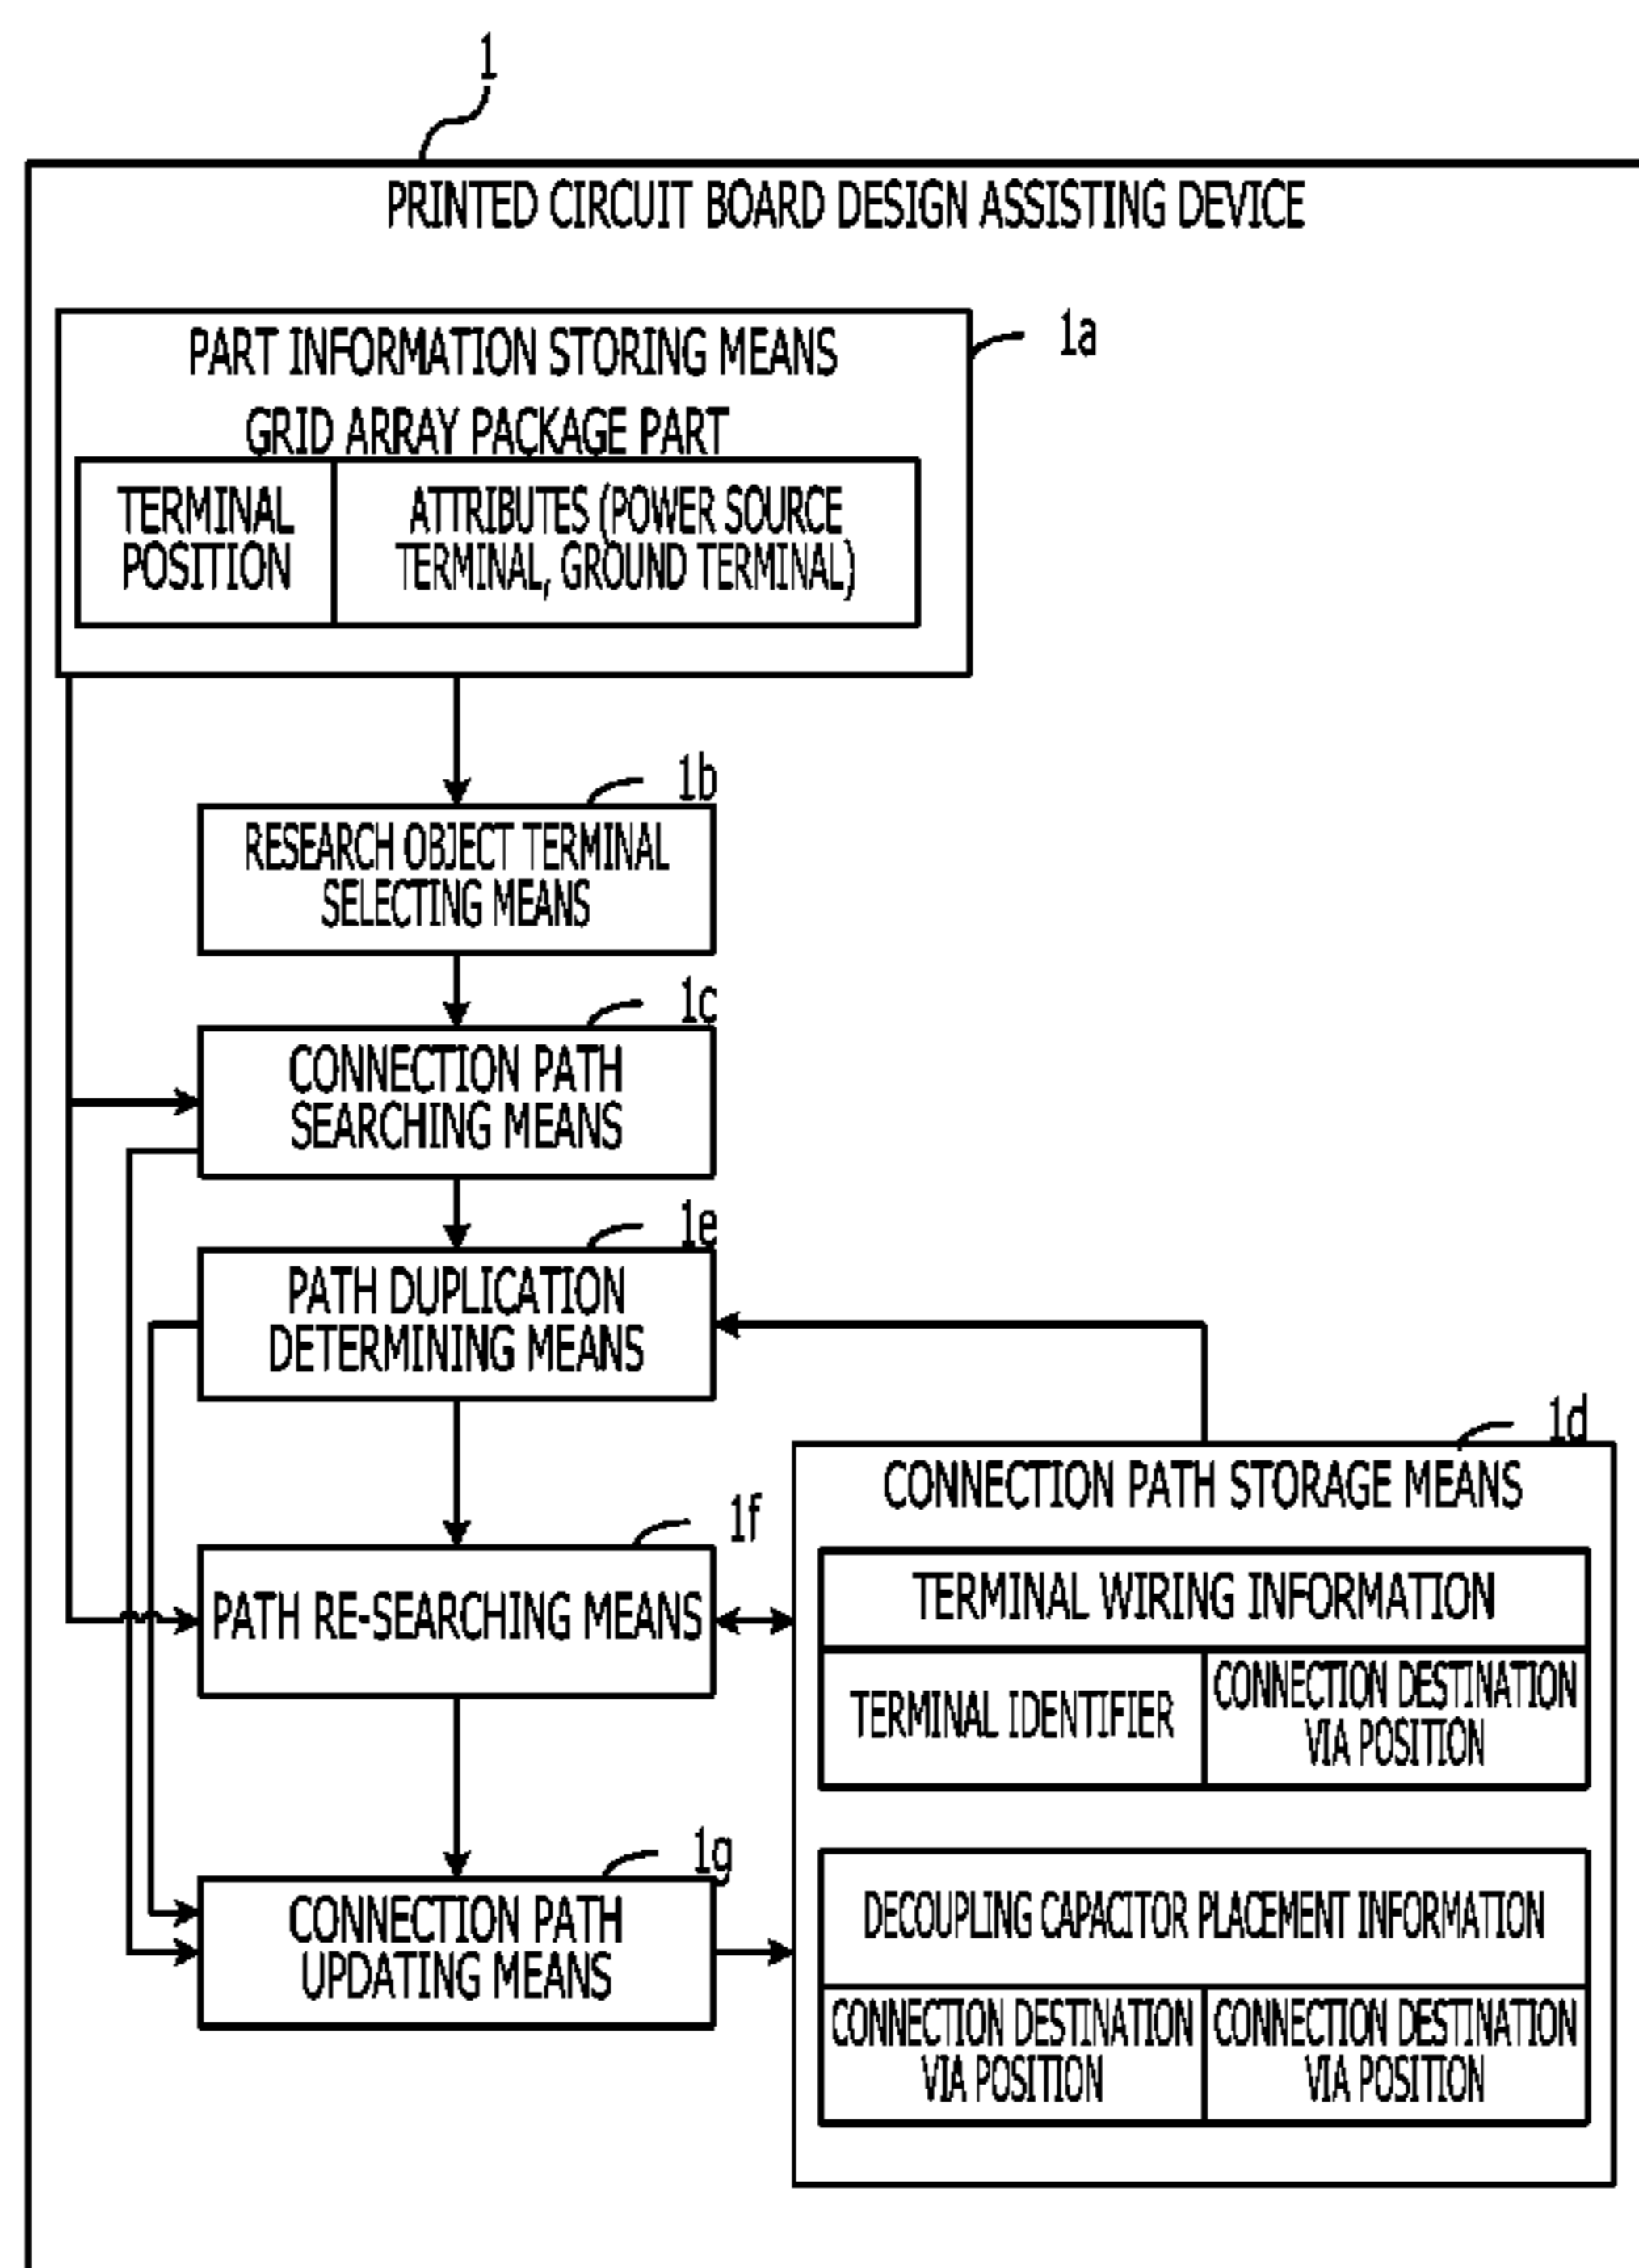 1
PRINTED CIRCUIT BOARD DESIGN ASSISTING DEVICE
1a
PART INFORMATION STORING MEANS
GRID ARRAY PACKAGE PART
TERMINAL
POSITION
ATTRIBUTES (POWER SOURCE
TERMINAL, GROUND TERMINAL)
1b
RESEARCH OBJECT TERMINAL
SELECTING MEANS
1c
CONNECTION PATH
SEARCHING MEANS
1e
PATH DUPLICATION
DETERMINING MEANS
1f
PATH RE-SEARCHING MEANS
1g
CONNECTION PATH
UPDATING MEANS
1d
CONNECTION PATH STORAGE MEANS
TERMINAL WIRING INFORMATION
TERMINAL IDENTIFIER
CONNECTION DESTINATION
VIA POSITION
DECOUPLING CAPACITOR PLACEMENT INFORMATION
CONNECTION DESTINATION
VIA POSITION
CONNECTION DESTINATION
VIA POSITION